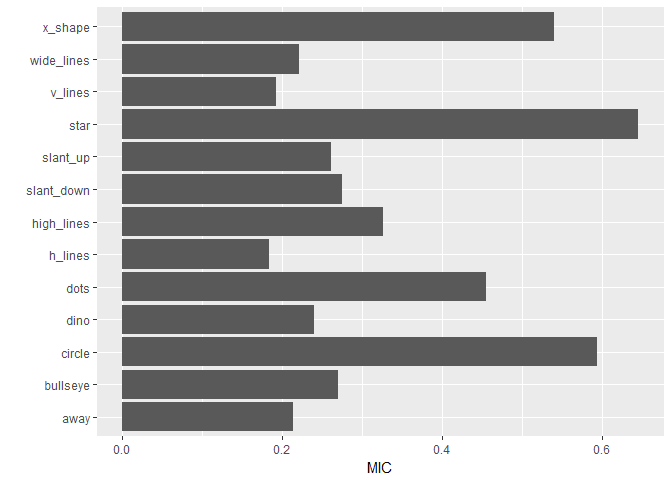 x_shape
wide_lines
v_lines
star
slant_up
slant_down
high_lines
h_lines
dots
dino
circle
bullseye
away
0.0 0.2 0.4 0.6
MIC